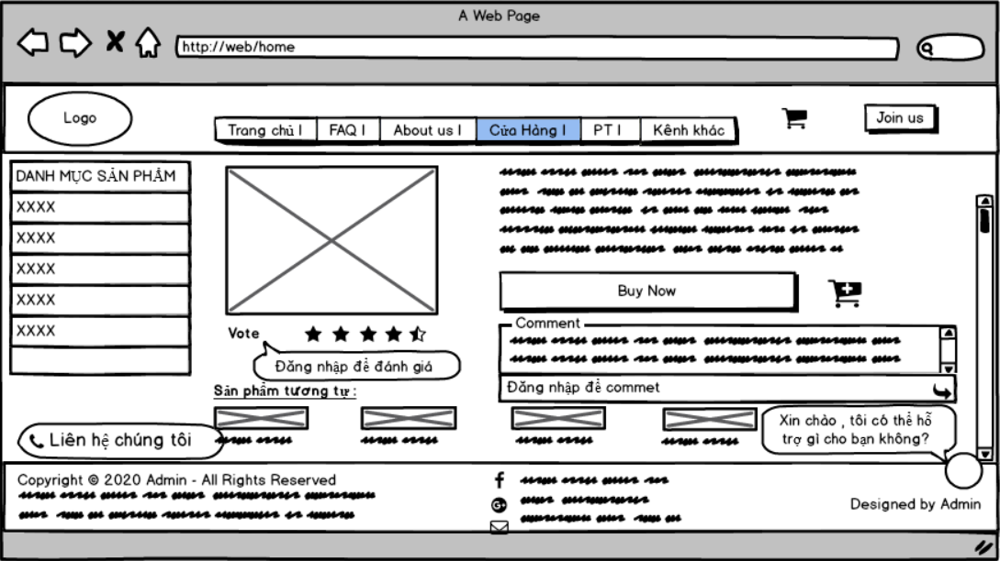 A Web Page
http://web/home
Logo
Trang chủ | FAQ | About us | Cửa Hàng | PT | Kênh khác
Join us
DANH MỤC SẢN PHẨM
XXXX
XXXX
XXXX
XXXX
XXXX
Buy Now
Vote
Đăng nhập để đánh giá
Comment
Đăng nhập để commet
Sản phẩm tương tự :
Liên hệ chúng tôi
Xin chào , tôi có thể hỗ
trợ gì cho bạn không?
Copyright © 2020 Admin - All Rights Reserved
f
G+
Designed by Admin